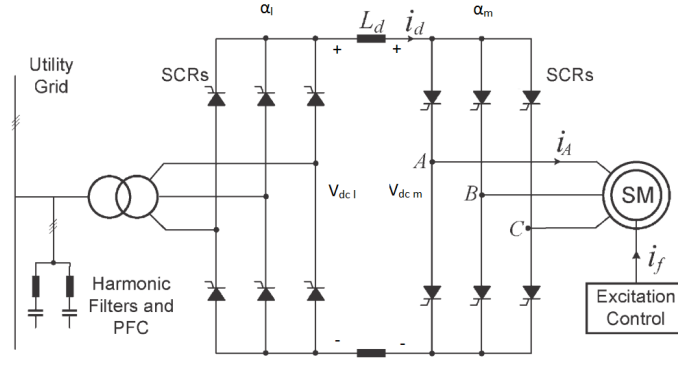 α_l
L_d
i_d
α_m
+
+
Utility
Grid
SCRs
SCRs
A
i_A
V_dc l
V_dc m
B
SM
C
i_f
Harmonic
Filters and
PFC
Excitation
Control
-
-